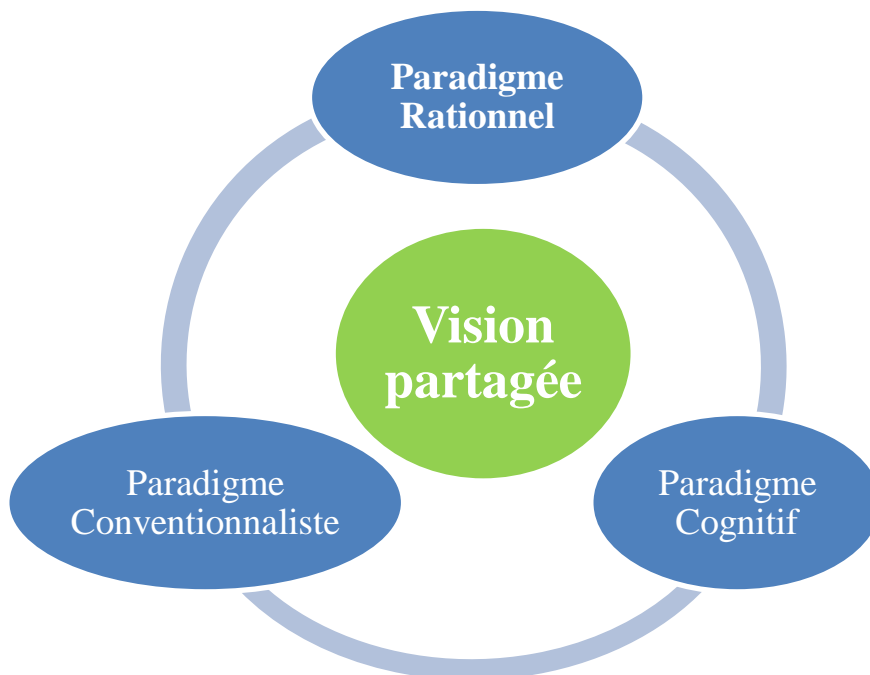 Paradigme
Rationnel
Vision
partagée
Paradigme
Conventionnaliste
Paradigme
Cognitif